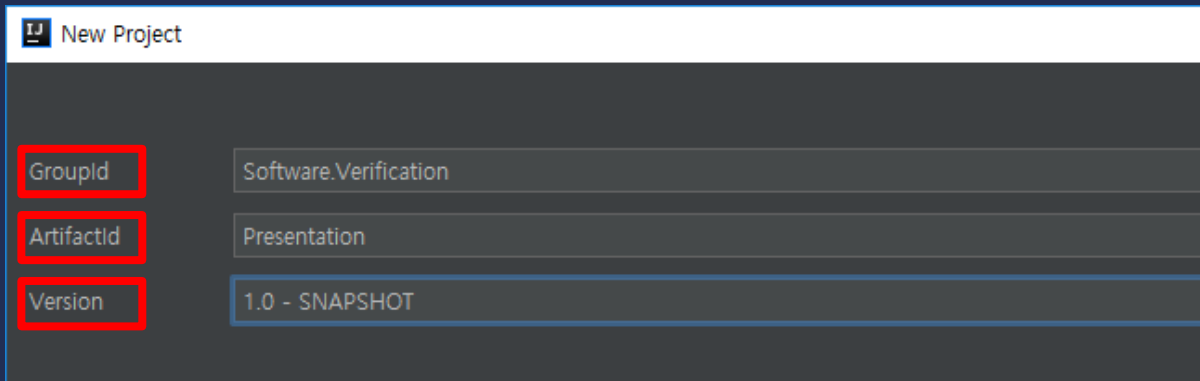 IJ New Project
GroupId Software.Verification
ArtifactId Presentation
Version 1.0 - SNAPSHOT